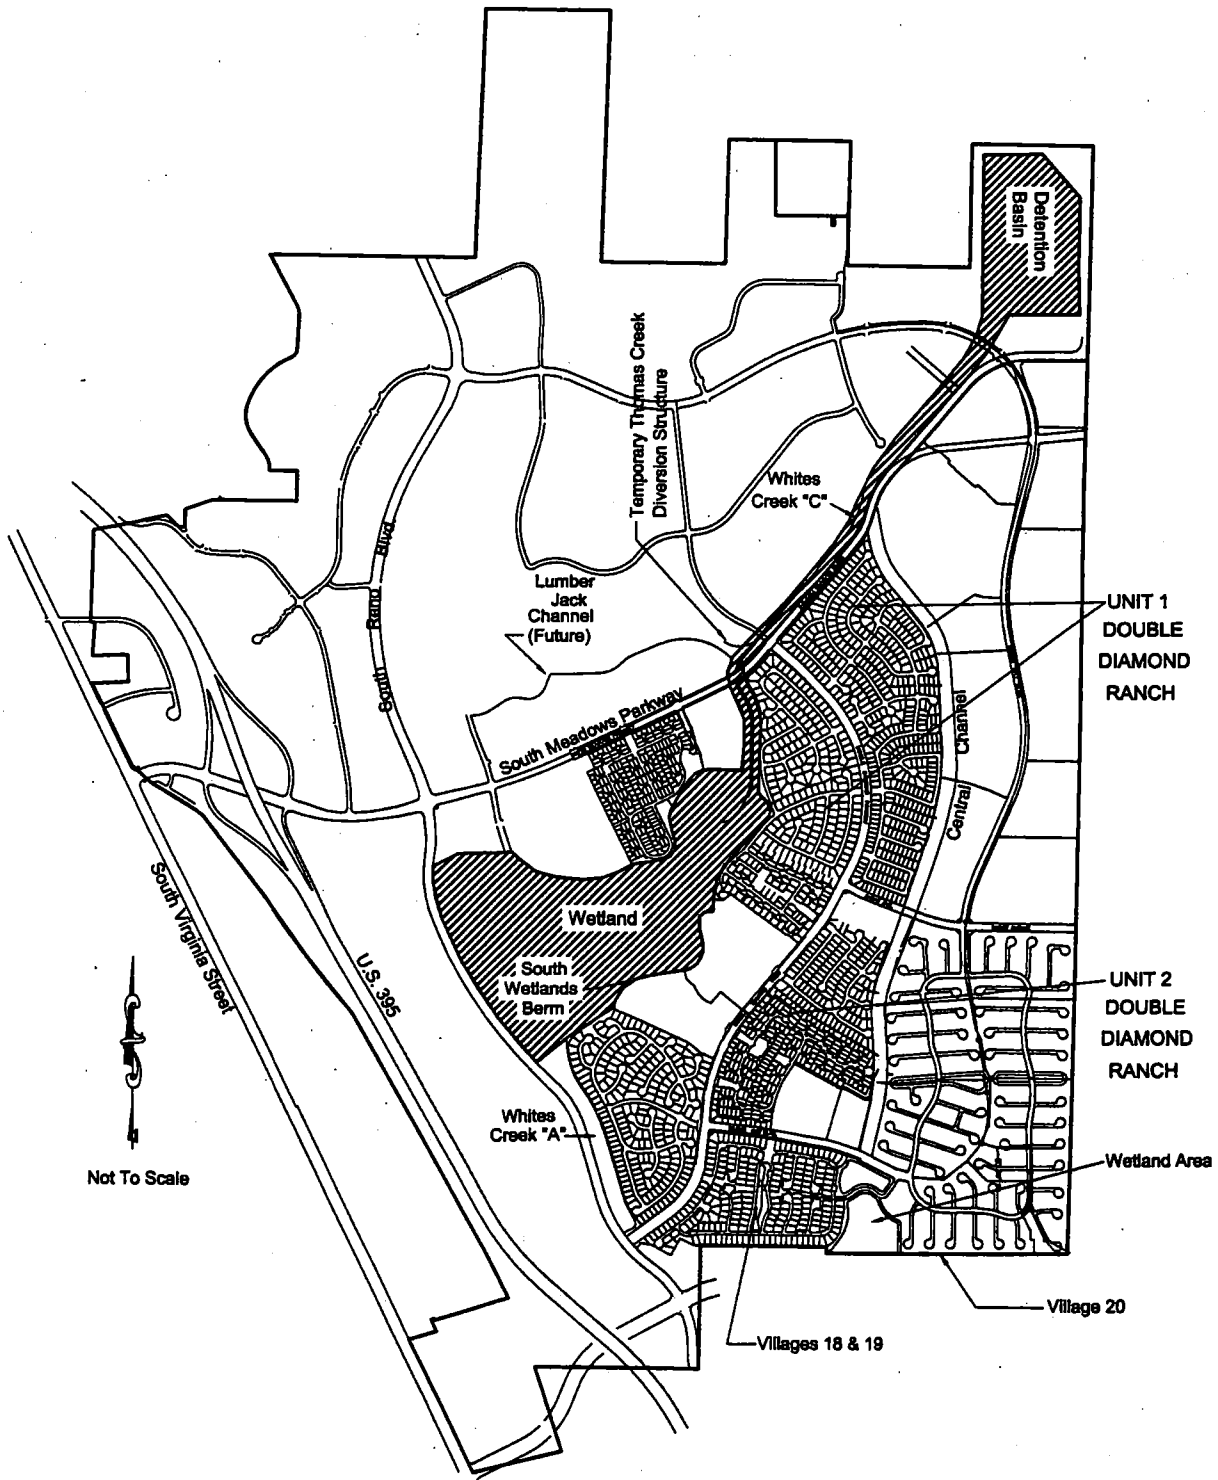 Detention
Basin
Temporary Thomas Creek
Diversion Structure
Whites
Creek "C"
South Rano Blvd.
Lumber
Jack
Channel
(Future)
UNIT 1
DOUBLE
DIAMOND
RANCH
South Meadows Parkway
Central Channel
South Virginia Street
U.S. 395
Wetland
South
Wetlands
Berm
UNIT 2
DOUBLE
DIAMOND
RANCH
Whites
Creek "A"
Not To Scale
Wetland Area
Village 20
Villages 18 & 19